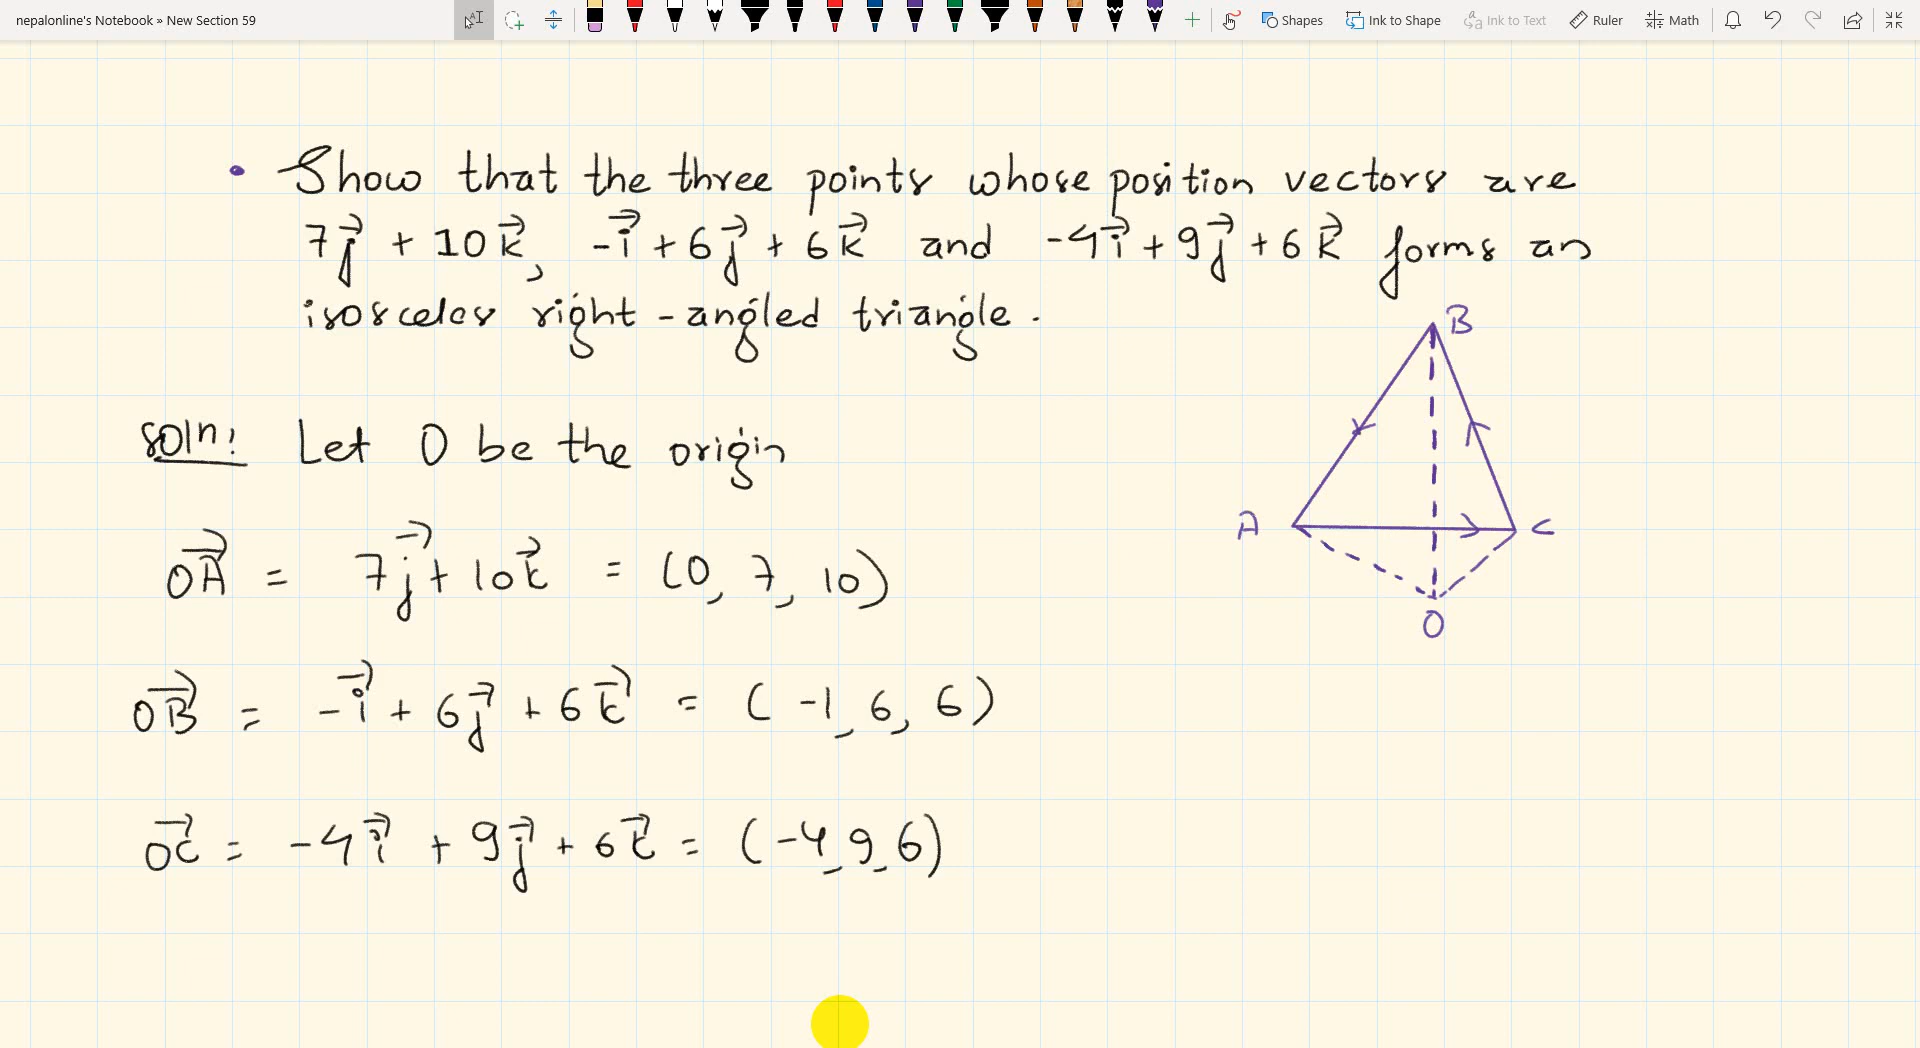 nepalonline's Notebook » New Section 59
Shapes Ink to Shape Ink to Text Ruler Math
• Show that the three points whose position vectors are
7j⃗ + 10k⃗, -i⃗ + 6j⃗ + 6k⃗ and -4i⃗ + 9j⃗ + 6k⃗ forms an
isosceles right-angled triangle.
B
soln: Let O be the origin
A
C
OA⃗ = 7j⃗ + 10k⃗ = (0, 7, 10)
O
OB⃗ = -i⃗ + 6j⃗ + 6k⃗ = (-1, 6, 6)
OC⃗ = -4i⃗ + 9j⃗ + 6k⃗ = (-4, 9, 6)